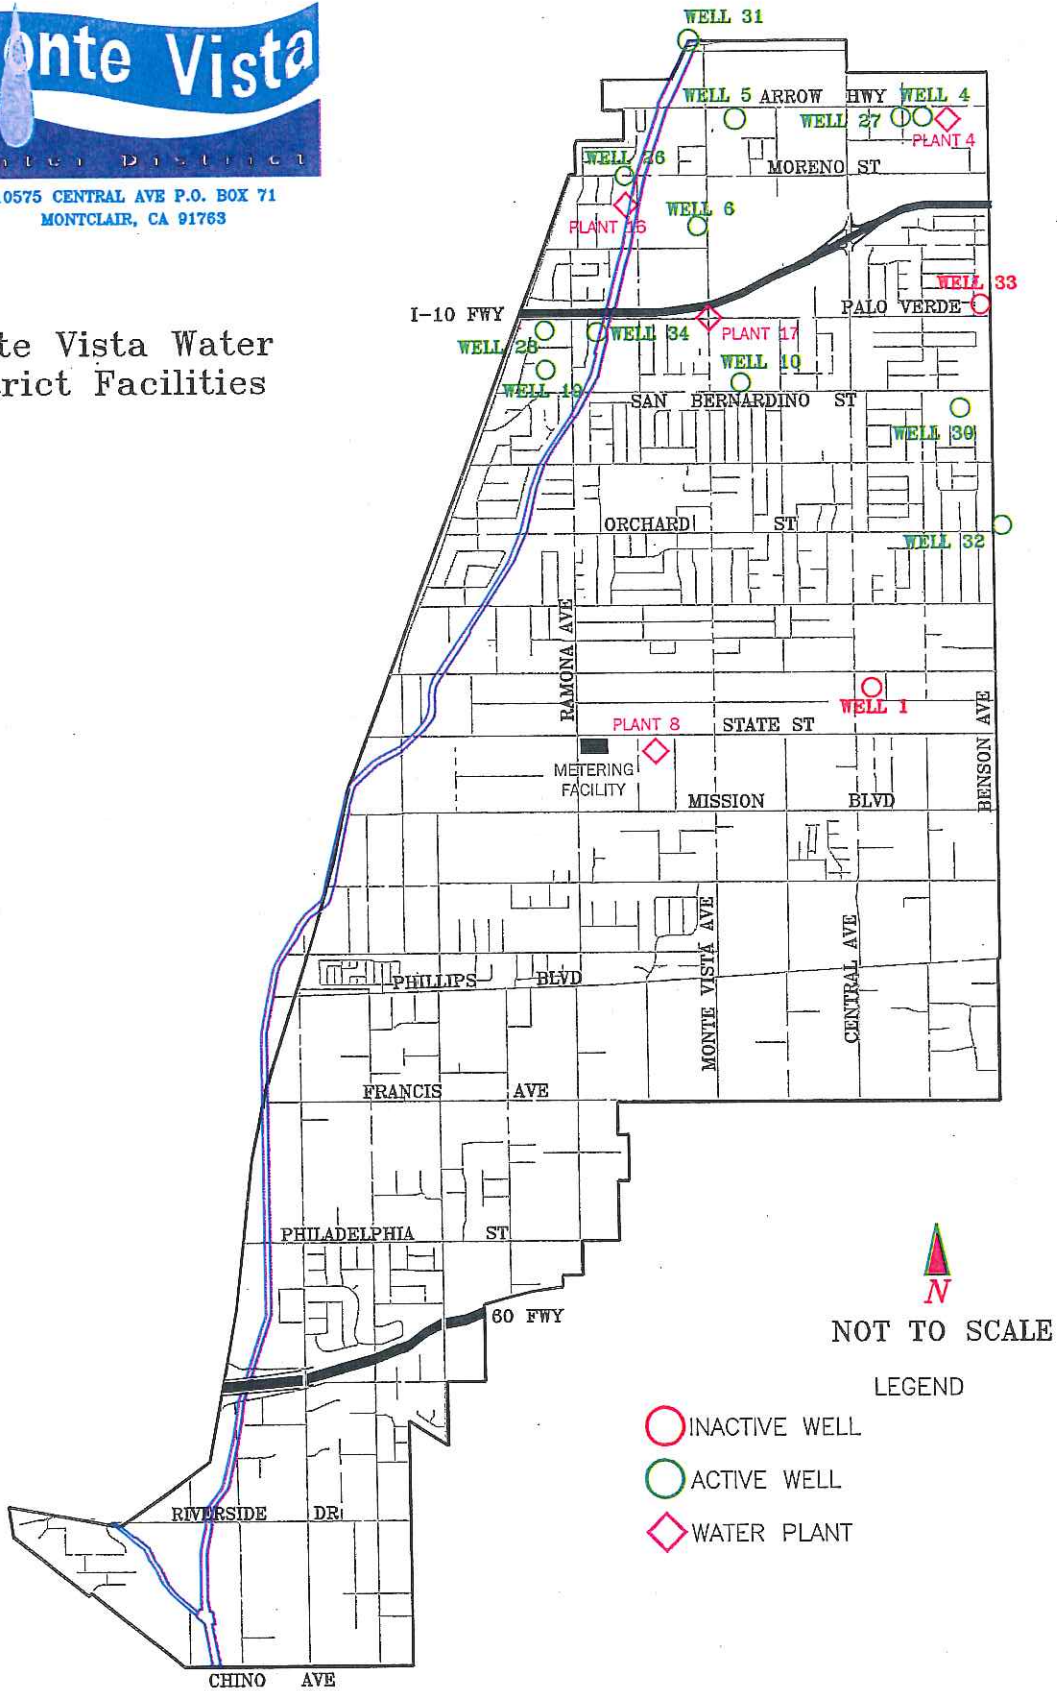 onte Vista
ater District
0575 CENTRAL AVE P.O. BOX 71
MONTCLAIR, CA 91763
te Vista Water
trict Facilities
WELL 31
WELL 5
ARROW HWY
WELL 4
WELL 27
PLANT 4
WELL 26
MORENO ST
PLANT 16
WELL 6
WELL 33
I-10 FWY
PALO VERDE
WELL 28
WELL 34
PLANT 17
WELL 10
WELL 19
SAN BERNARDINO ST
WELL 30
ORCHARD ST
WELL 32
RAMONA AVE
WELL 1
PLANT 8
STATE ST
BENSON AVE
METERING
FACILITY
MISSION BLVD
MONTE VISTA AVE
CENTRAL AVE
PHILLIPS BLVD
FRANCIS AVE
PHILADELPHIA ST
60 FWY
N
NOT TO SCALE
LEGEND
INACTIVE WELL
ACTIVE WELL
WATER PLANT
RIVERSIDE DR
CHINO AVE